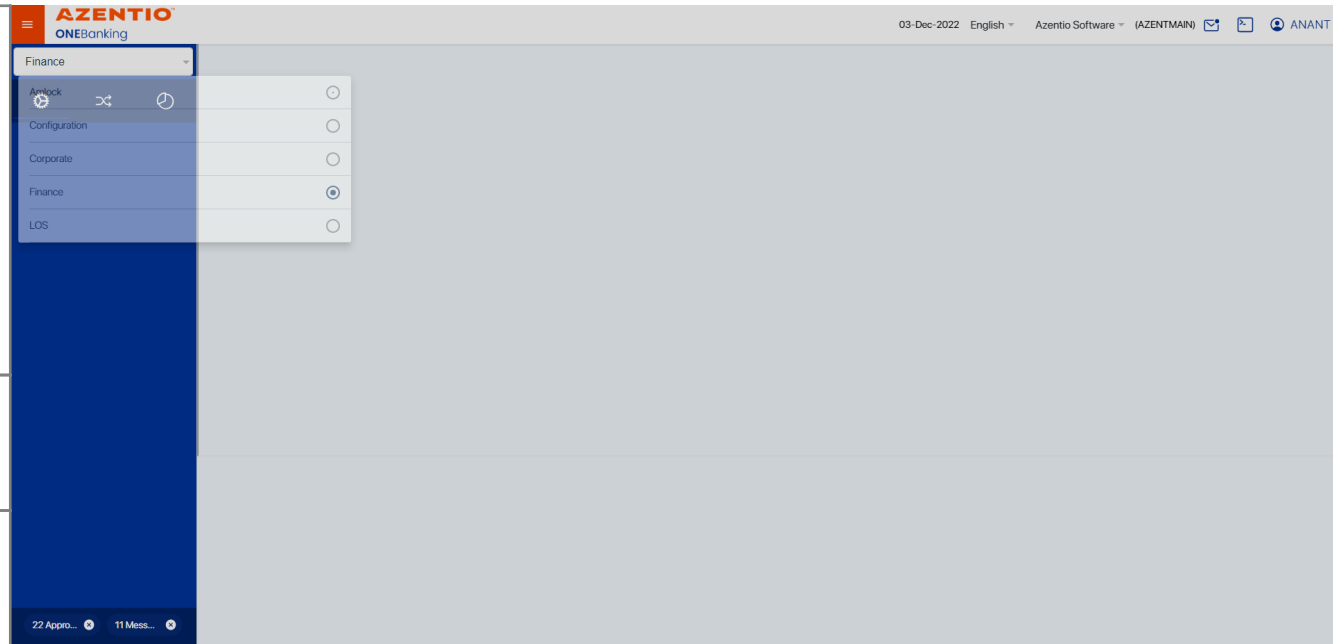 AZENTIO™
ONEBanking
03-Dec-2022 English Azentio Software (AZENTMAIN) ANANT
Finance
Amlock
Configuration
Corporate
Finance
LOS
22 Appro... 11 Mess...